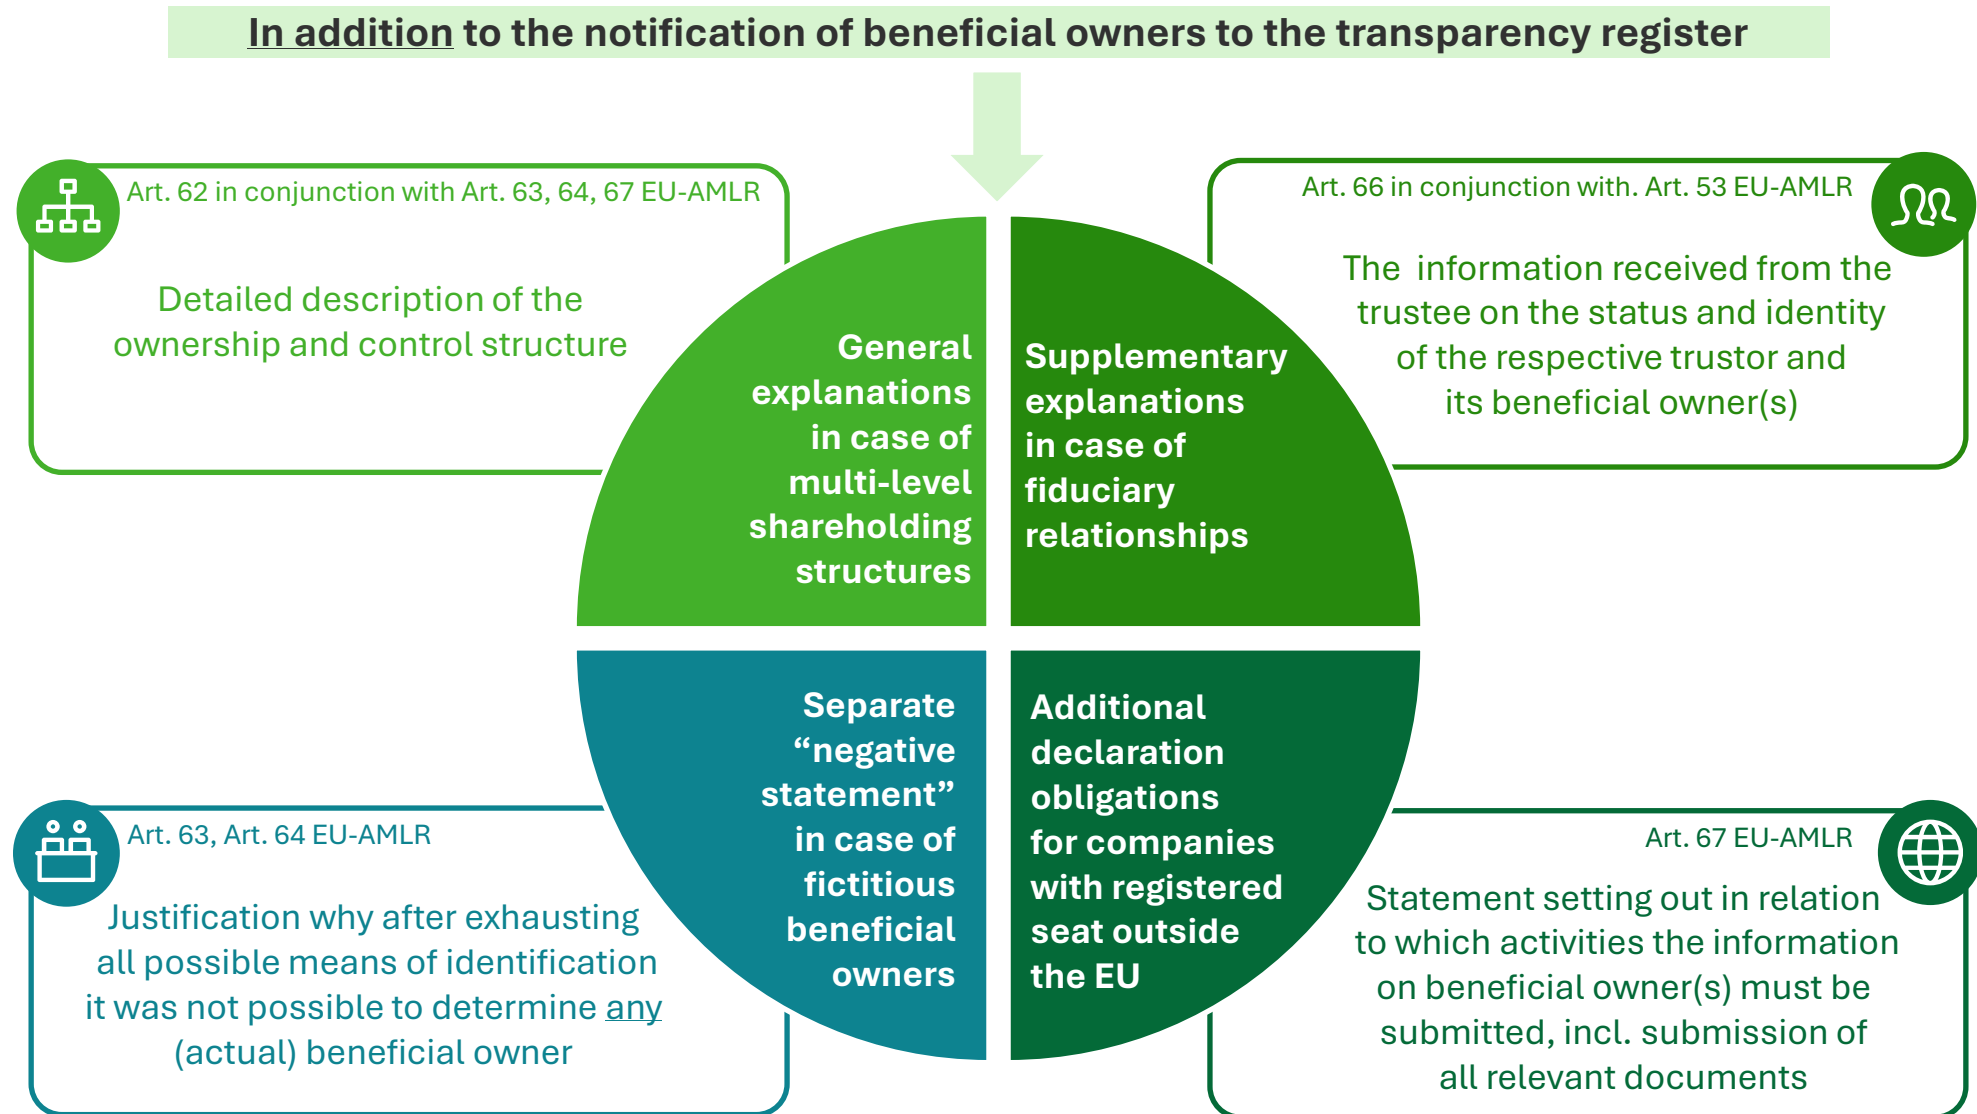 In addition to the notification of beneficial owners to the transparency register
Art. 62 in conjunction with Art. 63, 64, 67 EU-AMLR
Detailed description of the
ownership and control structure
General
explanations
in case of
multi-level
shareholding
structures
Art. 66 in conjunction with. Art. 53 EU-AMLR
The information received from the
trustee on the status and identity
of the respective trustor and
its beneficial owner(s)
Supplementary
explanations
in case of
fiduciary
relationships
Art. 63, Art. 64 EU-AMLR
Justification why after exhausting
all possible means of identification
it was not possible to determine any
(actual) beneficial owner
Separate
“negative
statement”
in case of
fictitious
beneficial
owners
Additional
declaration
obligations
for companies
with registered
seat outside
the EU
Art. 67 EU-AMLR
Statement setting out in relation
to which activities the information
on beneficial owner(s) must be
submitted, incl. submission of
all relevant documents